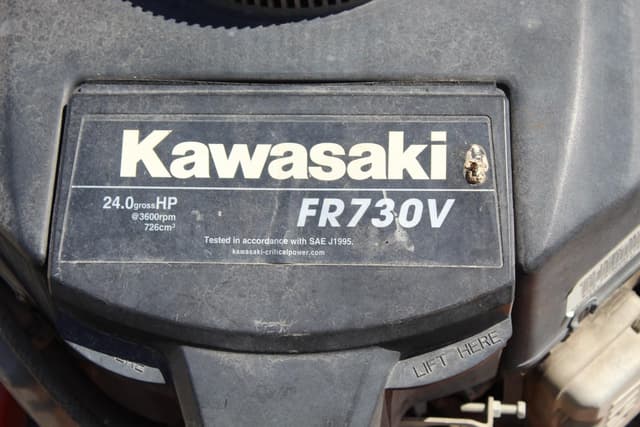 Kawasaki
24.0grossHP
@3600rpm
726cm³
FR730V
Tested in accordance with SAE J1995.
kawasaki-criticalpower.com
LIFT HERE